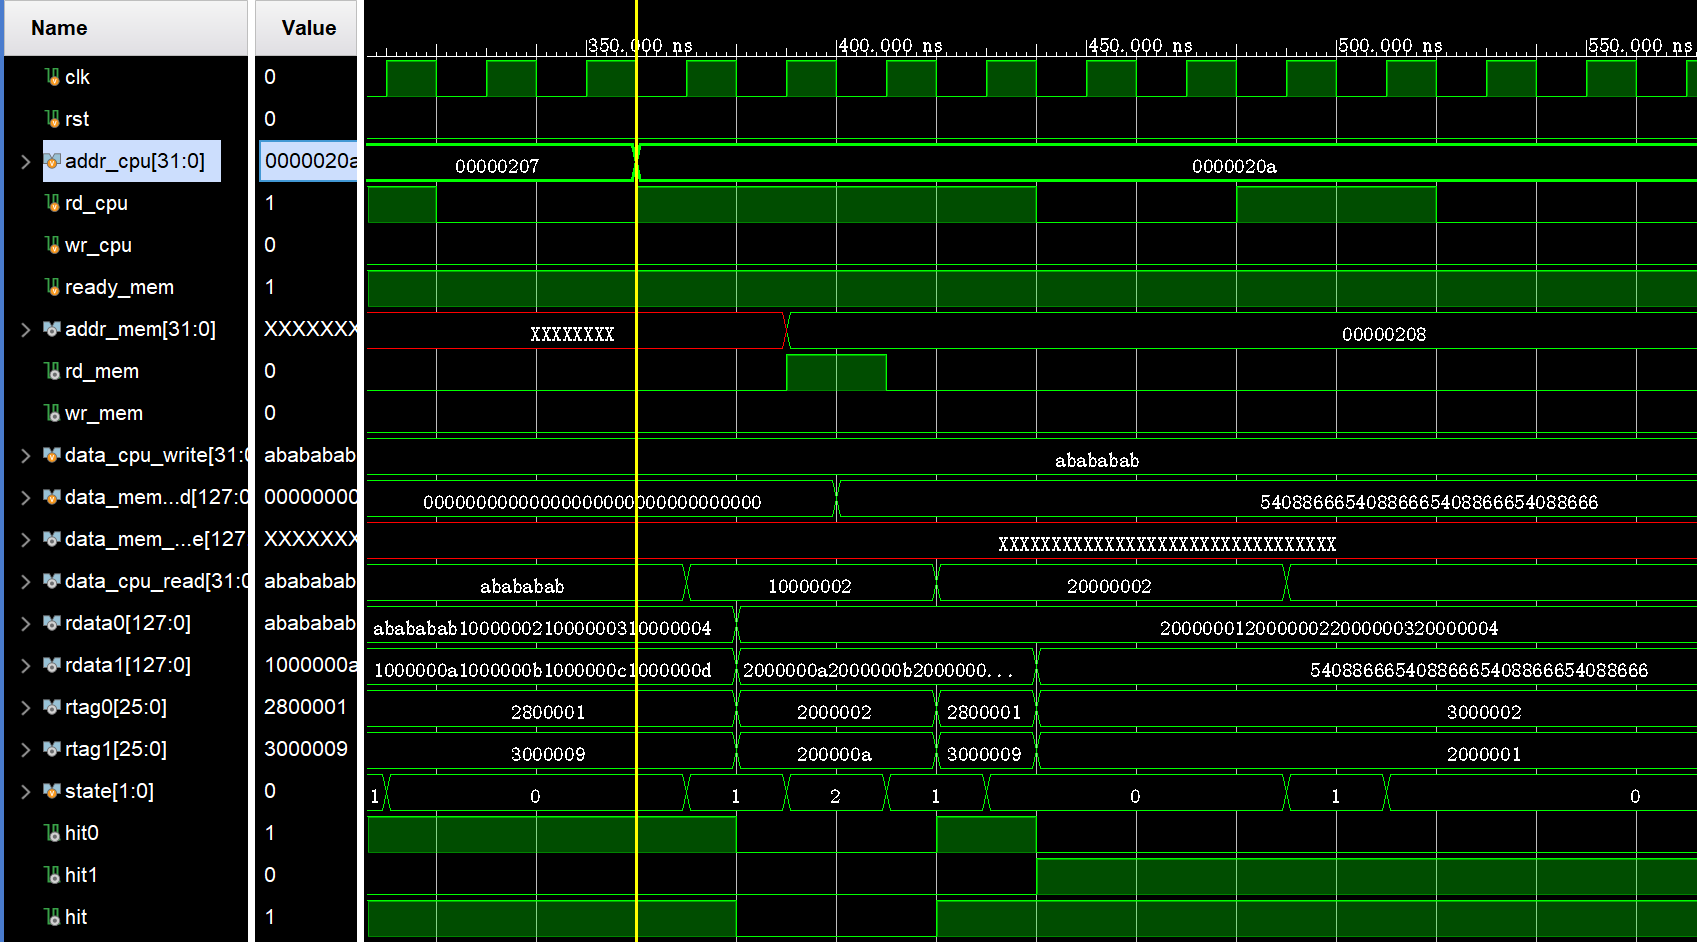 Name Value
350.000 ns 400.000 ns 450.000 ns 500.000 ns 550.000 ns
clk 0
rst 0
addr_cpu[31:0] 0000020a 00000207 0000020a
rd_cpu 1
wr_cpu 0
ready_mem 1
addr_mem[31:0] XXXXXXX XXXXXXXX 00000208
rd_mem 0
wr_mem 0
data_cpu_write[31:0 abababab abababab
data_mem...d[127:0 00000000 00000000000000000000000000000000 54088666540886665408866654088666
data_mem_...e[127 XXXXXXX XXXXXXXXXXXXXXXXXXXXXXXXXXXXXXXX
data_cpu_read[31:0 abababab abababab 10000002 20000002
rdata0[127:0] abababab abababab100000021000000310000004 20000001200000022000000320000004
rdata1[127:0] 1000000a 1000000a1000000b1000000c1000000d 2000000a2000000b2000000... 54088666540886665408866654088666
rtag0[25:0] 2800001 2800001 2000002 2800001 3000002
rtag1[25:0] 3000009 3000009 200000a 3000009 2000001
state[1:0] 0 1 0 1 2 1 0 1 0
hit0 1
hit1 0
hit 1